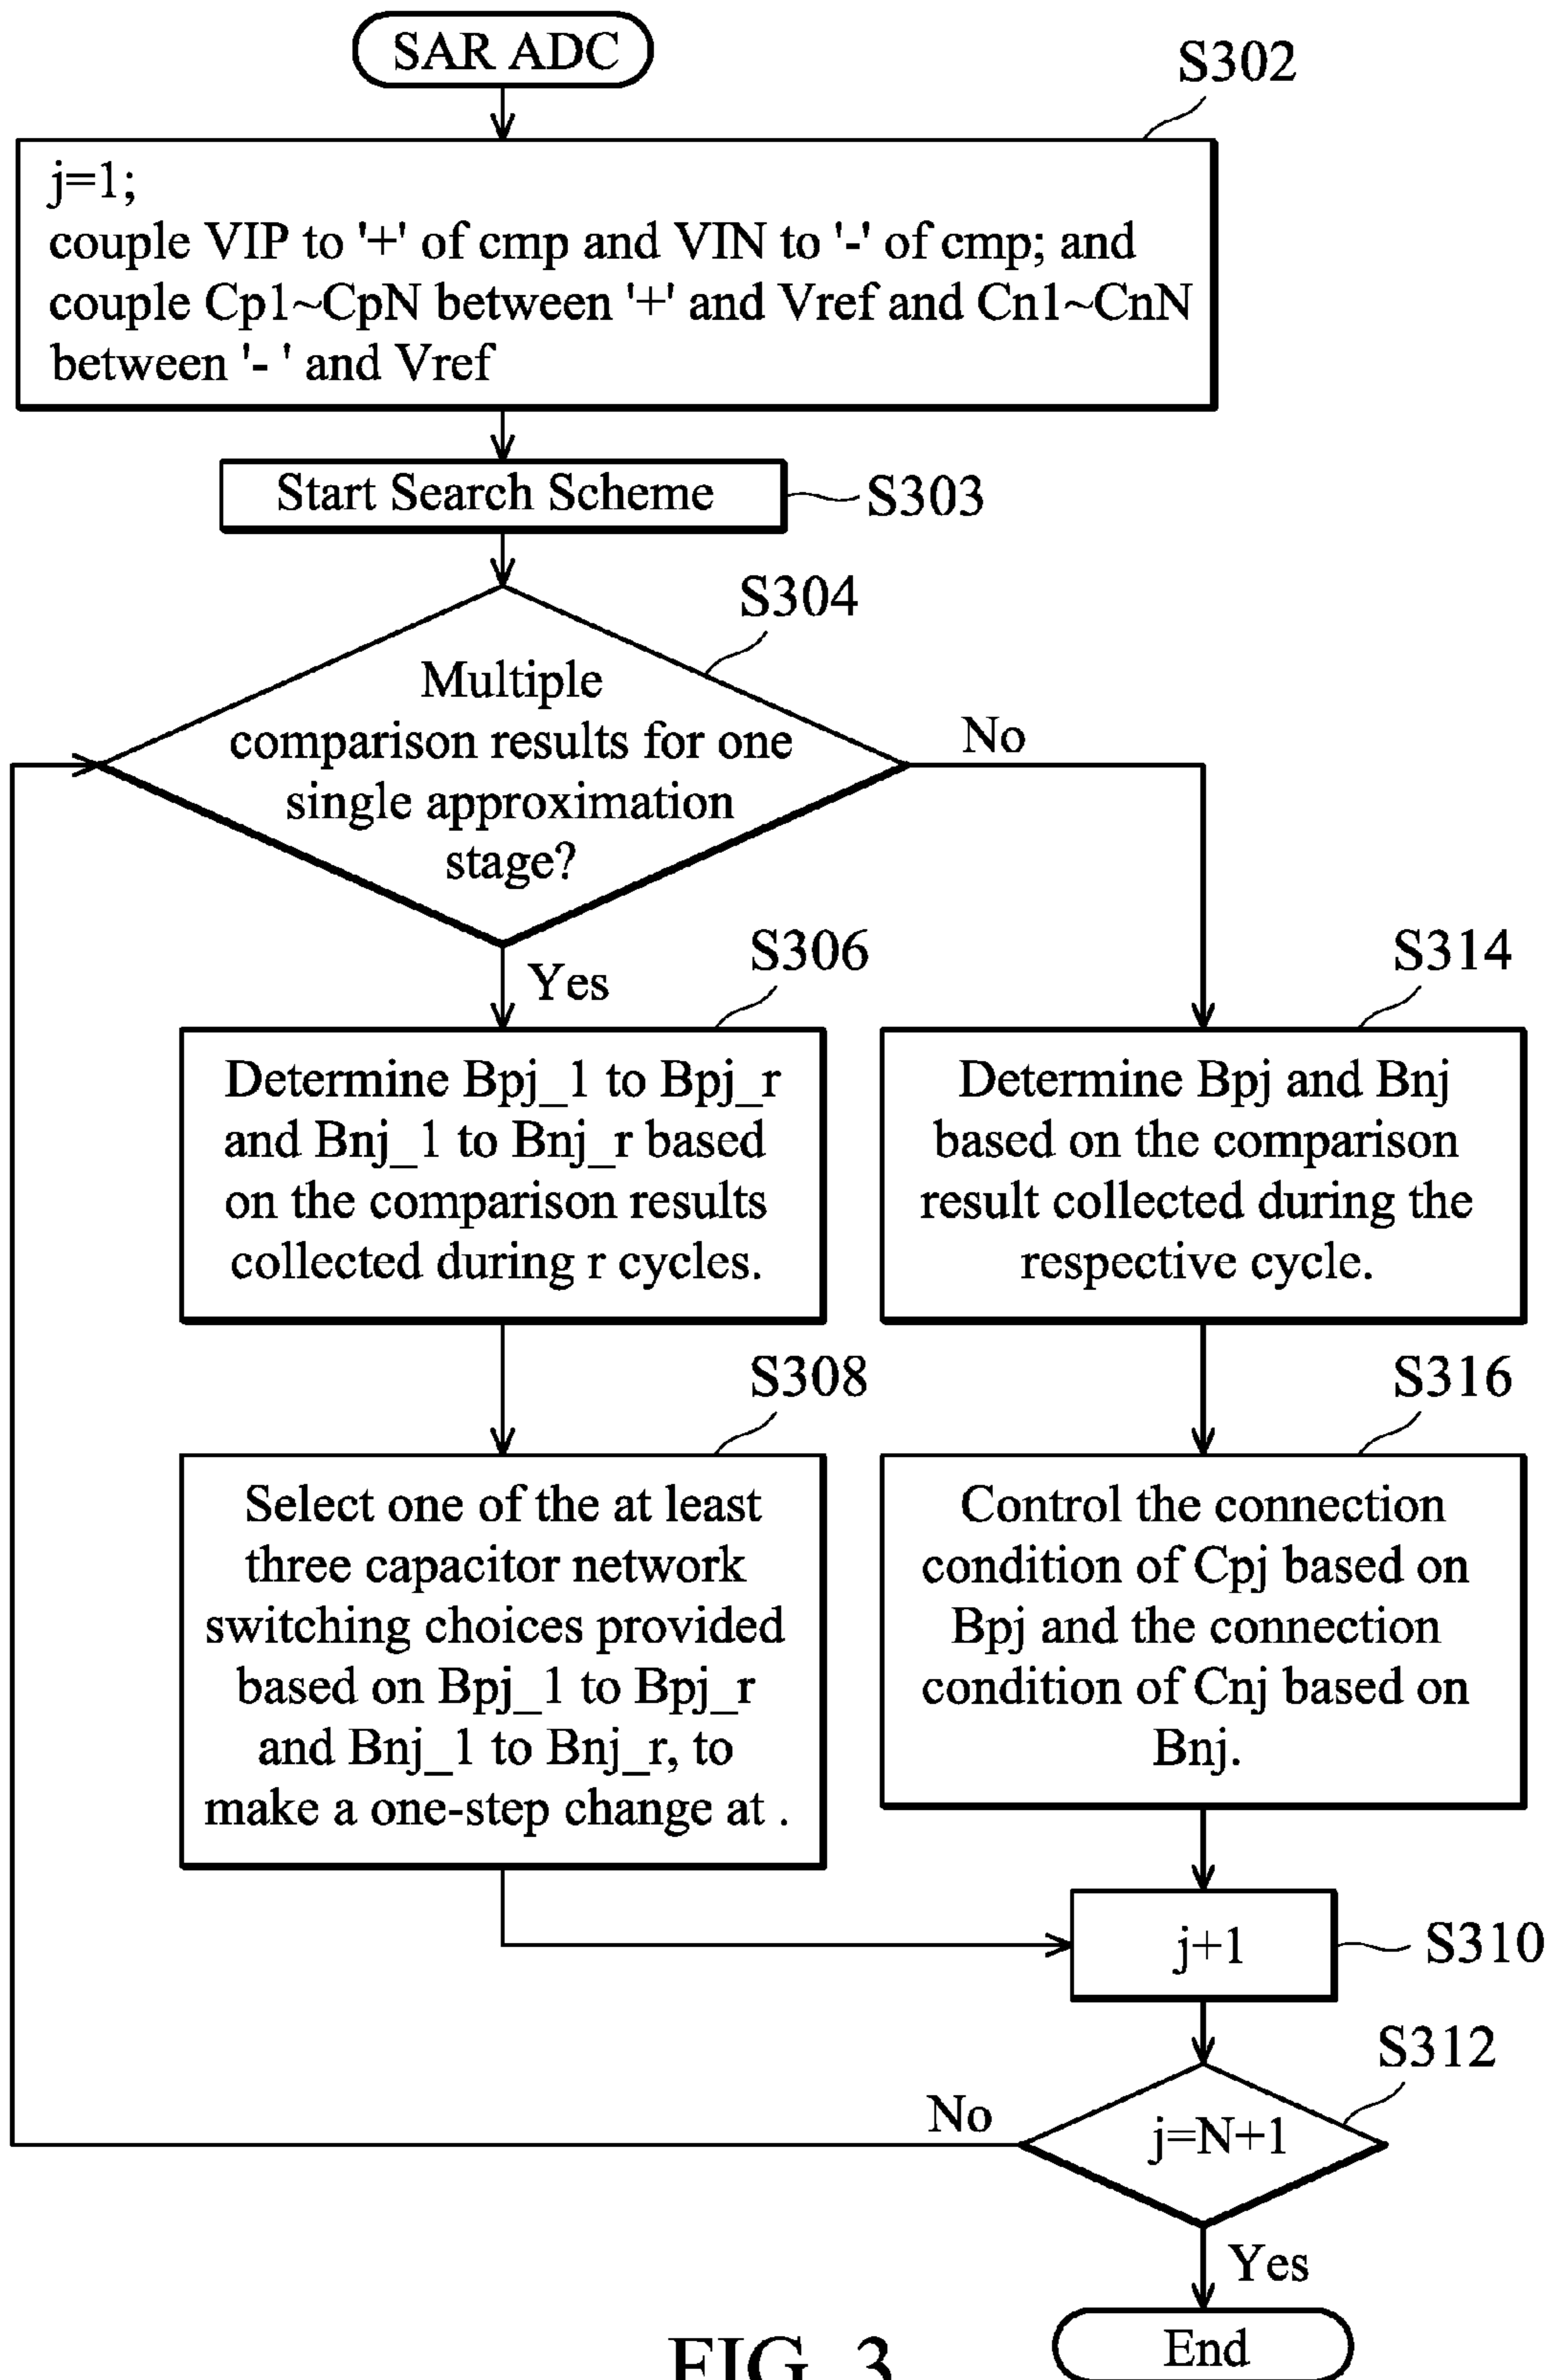 SAR ADC
S302
j=1;
couple VIP to '+' of cmp and VIN to '-' of cmp; and
couple Cp1~CpN between '+' and Vref and Cn1~CnN
between '- ' and Vref
Start Search Scheme
S303
S304
Multiple
comparison results for one
single approximation
stage?
No
Yes
S306
Determine Bpj_1 to Bpj_r
and Bnj_1 to Bnj_r based
on the comparison results
collected during r cycles.
S314
Determine Bpj and Bnj
based on the comparison
result collected during the
respective cycle.
S308
Select one of the at least
three capacitor network
switching choices provided
based on Bpj_1 to Bpj_r
and Bnj_1 to Bnj_r, to
make a one-step change at .
S316
Control the connection
condition of Cpj based on
Bpj and the connection
condition of Cnj based on
Bnj.
j+1
S310
S312
j=N+1
No
Yes
End
FIG. 3